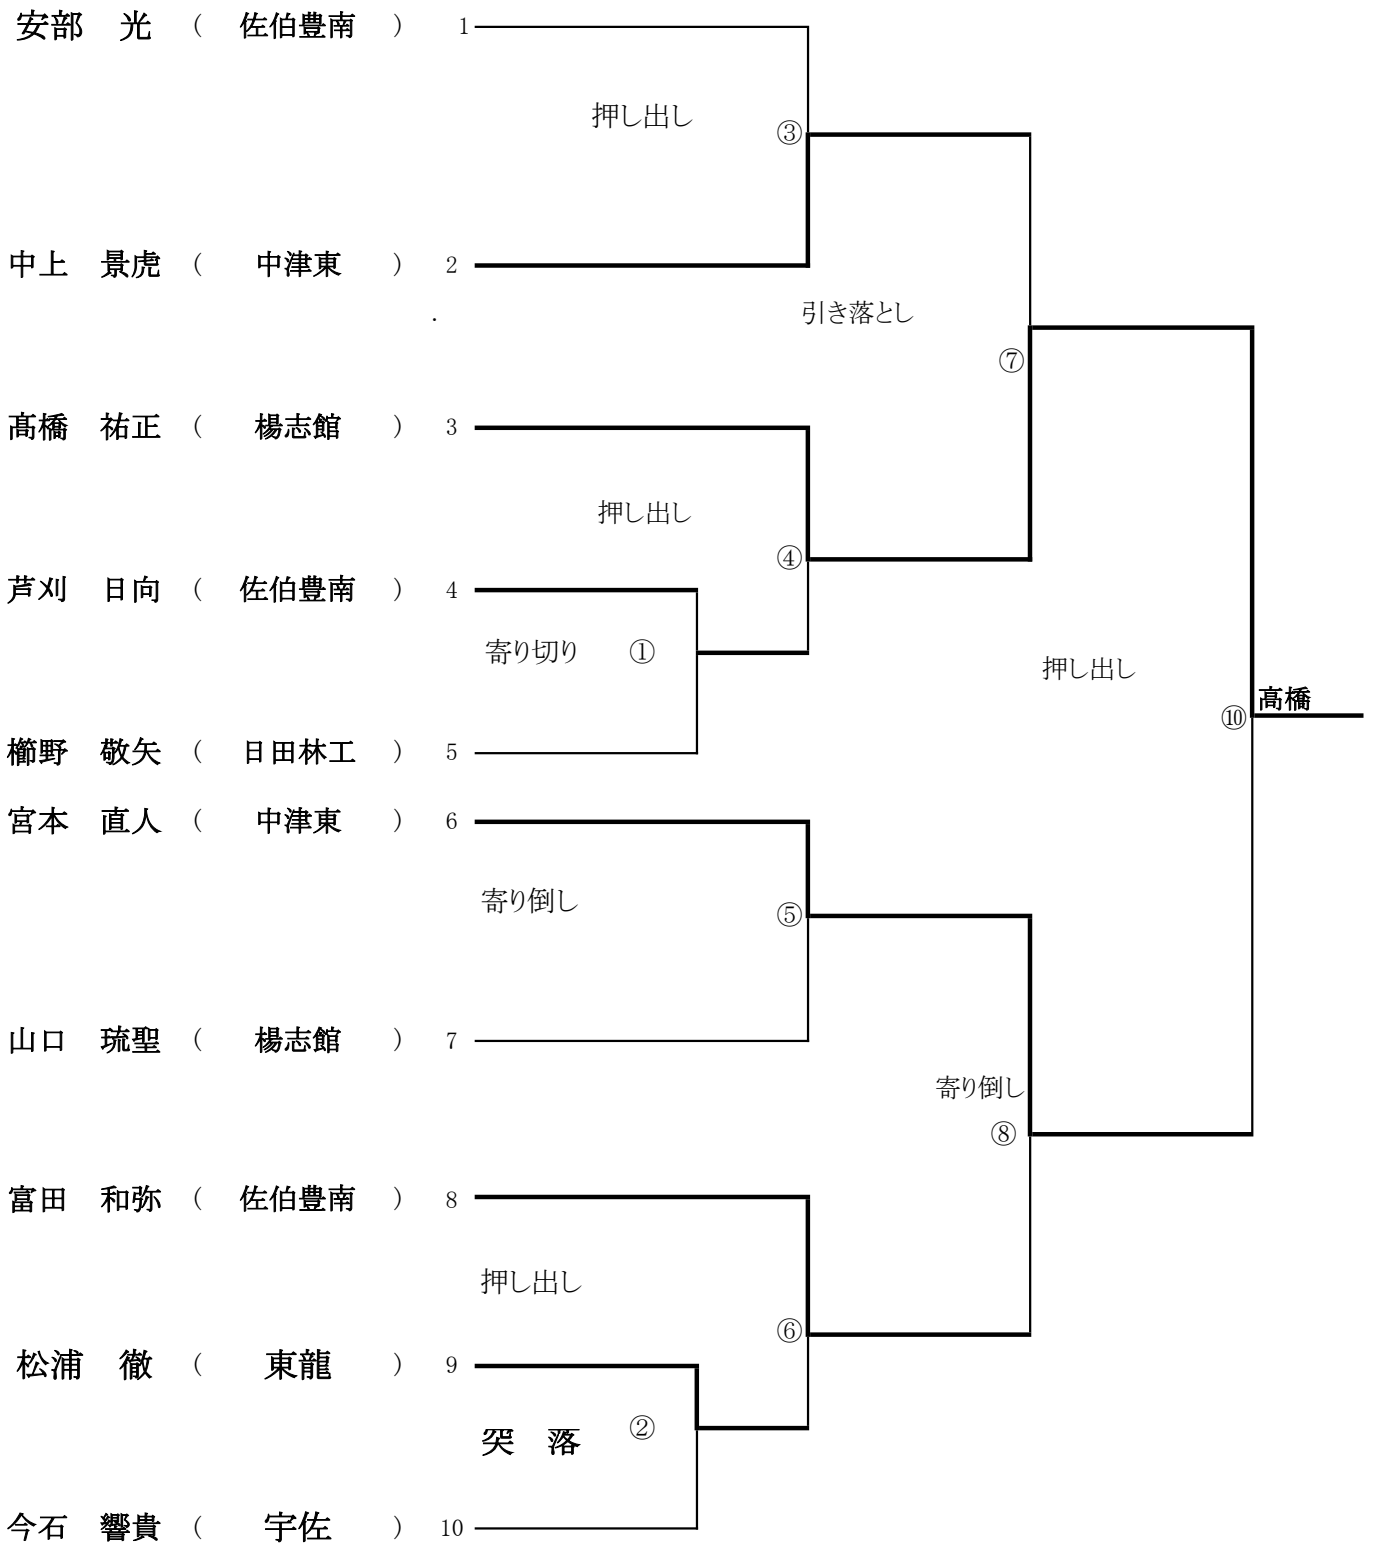 安部 光 ( 佐伯豊南 ) 1
押し出し
③
中上 景虎 ( 中津東 ) 2
.
引き落とし
⑦
髙橋 祐正 ( 楊志館 ) 3
押し出し
④
芦刈 日向 ( 佐伯豊南 ) 4
寄り切り ①
押し出し
高橋
⑩
櫛野 敬矢 ( 日田林工 ) 5
宮本 直人 ( 中津東 ) 6
寄り倒し
⑤
山口 琉聖 ( 楊志館 ) 7
寄り倒し
⑧
富田 和弥 ( 佐伯豊南 ) 8
押し出し
⑥
松浦 徹 ( 東龍 ) 9
突 落 ②
今石 響貴 ( 宇佐 ) 10